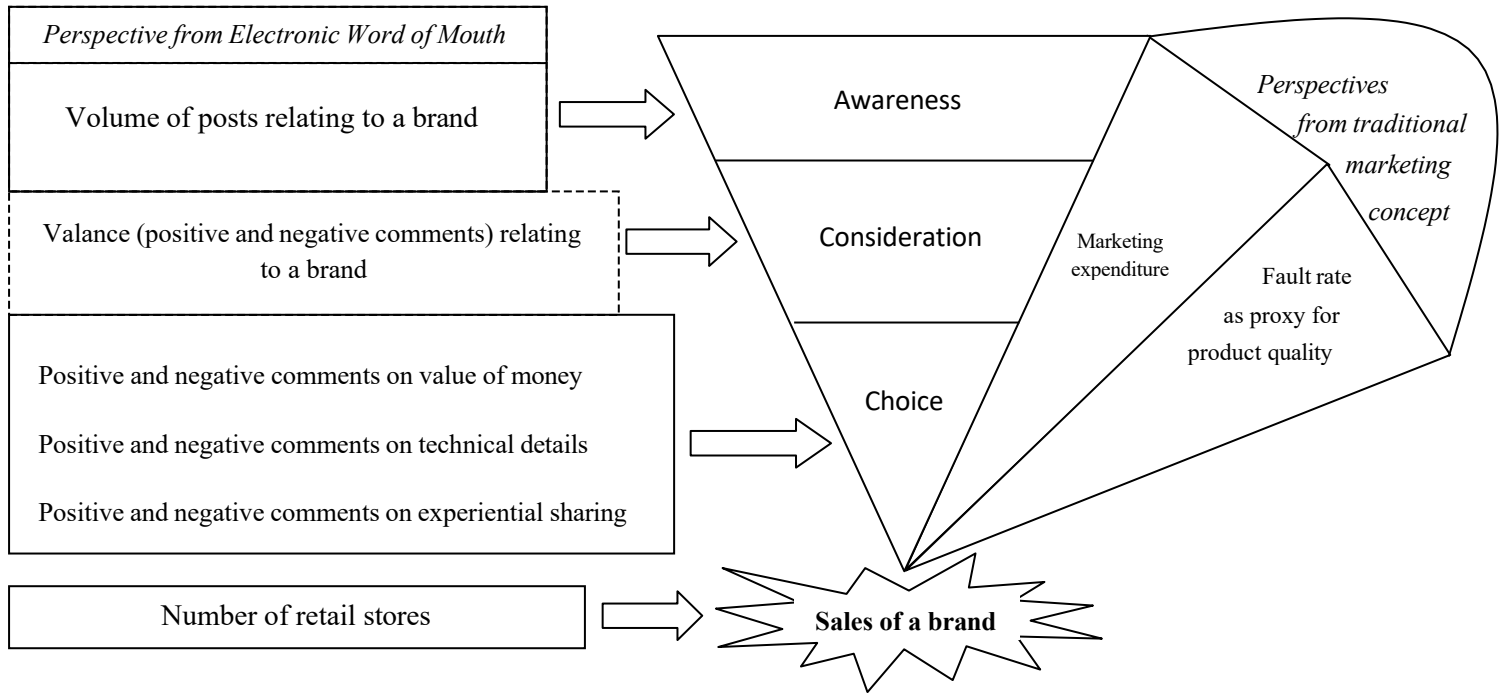 Perspective from Electronic Word of Mouth
Volume of posts relating to a brand
Valance (positive and negative comments) relating
to a brand
Positive and negative comments on value of money
Positive and negative comments on technical details
Positive and negative comments on experiential sharing
Number of retail stores
Awareness
Consideration
Choice
Marketing
expenditure
Fault rate
as proxy for
product quality
Perspectives
from traditional
marketing
concept
Sales of a brand